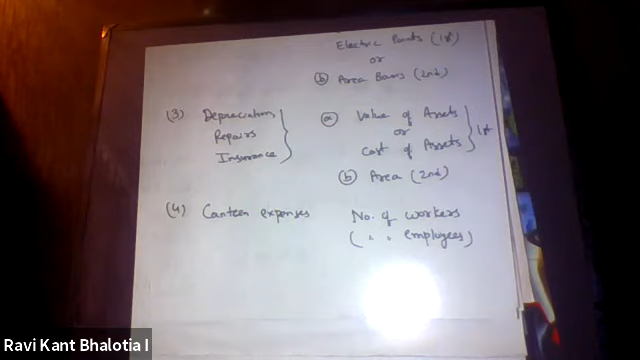 Electric Points (1st)
or
(b) Area Basis (2nd)
(3) Depreciation, (a) Value of Assets
Repairs or 1st
Insurance Cost of Assets
(b) Area (2nd)
(4) Canteen expenses No. of workers
( " " employees)
Ravi Kant Bhalotia I